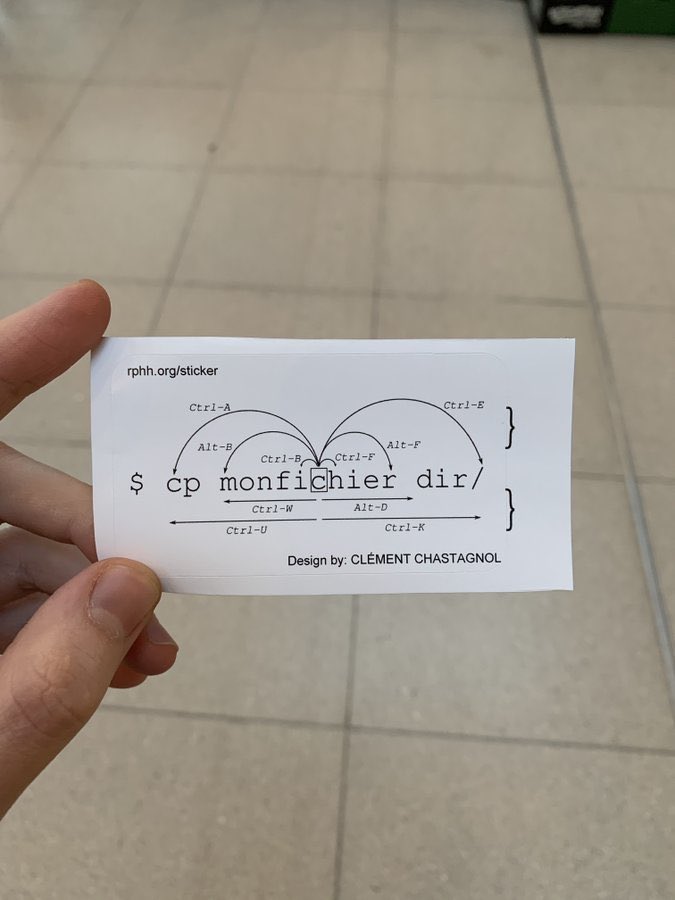 rphh.org/sticker
Ctrl-A Ctrl-E
Alt-B Alt-F
Ctrl-B Ctrl-F
}
$ cp monfichier dir/
Ctrl-W Alt-D
}
Ctrl-U Ctrl-K
Design by: CLÉMENT CHASTAGNOL